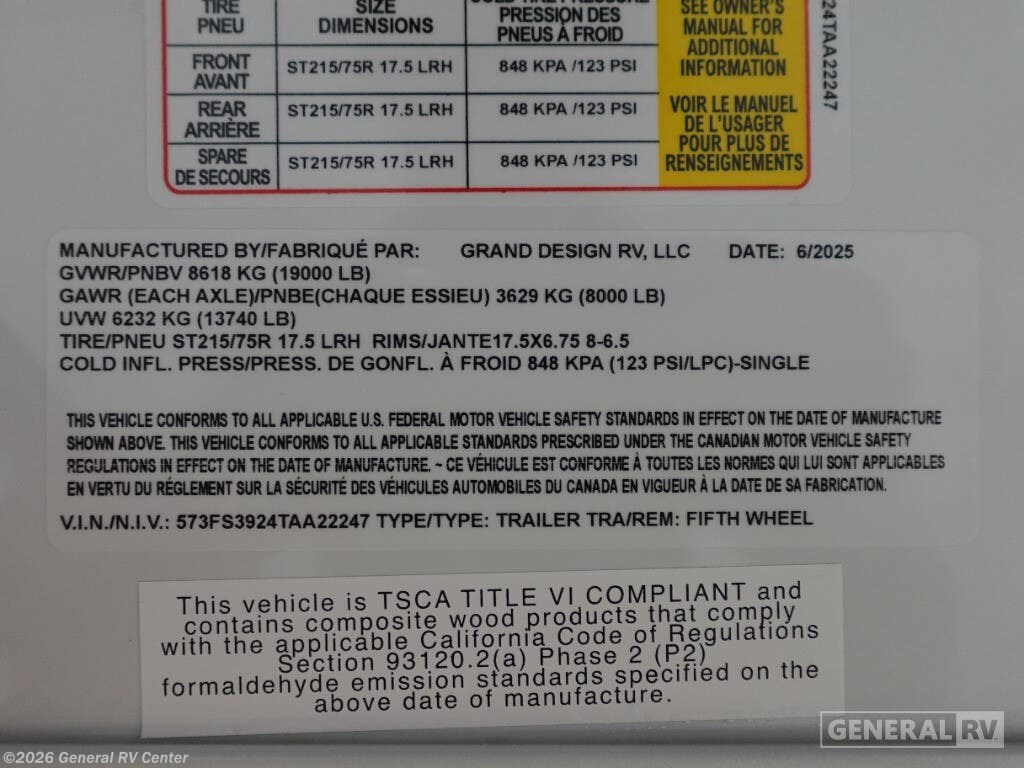 TIRE SIZE COLD TIRE PRESSURE SEE OWNER'S
PNEU DIMENSIONS PRESSION DES MANUAL FOR
PNEUS À FROID ADDITIONAL
INFORMATION
FRONT ST215/75R 17.5 LRH 848 KPA /123 PSI
AVANT
REAR ST215/75R 17.5 LRH 848 KPA /123 PSI VOIR LE MANUEL
ARRIÈRE DE L'USAGER
POUR PLUS DE
SPARE ST215/75R 17.5 LRH 848 KPA /123 PSI RENSEIGNEMENTS
DE SECOURS
24TAA22247
MANUFACTURED BY/FABRIQUÉ PAR: GRAND DESIGN RV, LLC DATE: 6/2025
GVWR/PNBV 8618 KG (19000 LB)
GAWR (EACH AXLE)/PNBE(CHAQUE ESSIEU) 3629 KG (8000 LB)
UVW 6232 KG (13740 LB)
TIRE/PNEU ST215/75R 17.5 LRH RIMS/JANTE17.5X6.75 8-6.5
COLD INFL. PRESS/PRESS. DE GONFL. À FROID 848 KPA (123 PSI/LPC)-SINGLE
THIS VEHICLE CONFORMS TO ALL APPLICABLE U.S. FEDERAL MOTOR VEHICLE SAFETY STANDARDS IN EFFECT ON THE DATE OF MANUFACTURE
SHOWN ABOVE. THIS VEHICLE CONFORMS TO ALL APPLICABLE STANDARDS PRESCRIBED UNDER THE CANADIAN MOTOR VEHICLE SAFETY
REGULATIONS IN EFFECT ON THE DATE OF MANUFACTURE. ~ CE VÉHICULE EST CONFORME À TOUTES LES NORMES QUI LUI SONT APPLICABLES
EN VERTU DU RÉGLEMENT SUR LA SÉCURITÉ DES VÉHICULES AUTOMOBILES DU CANADA EN VIGUEUR À LA DATE DE SA FABRICATION.
V.I.N./N.I.V.: 573FS3924TAA22247 TYPE/TYPE: TRAILER TRA/REM: FIFTH WHEEL
This vehicle is TSCA TITLE VI COMPLIANT and
contains composite wood products that comply
with the applicable California Code of Regulations
Section 93120.2(a) Phase 2 (P2)
formaldehyde emission standards specified on the
above date of manufacture.
GENERAL RV
©2026 General RV Center